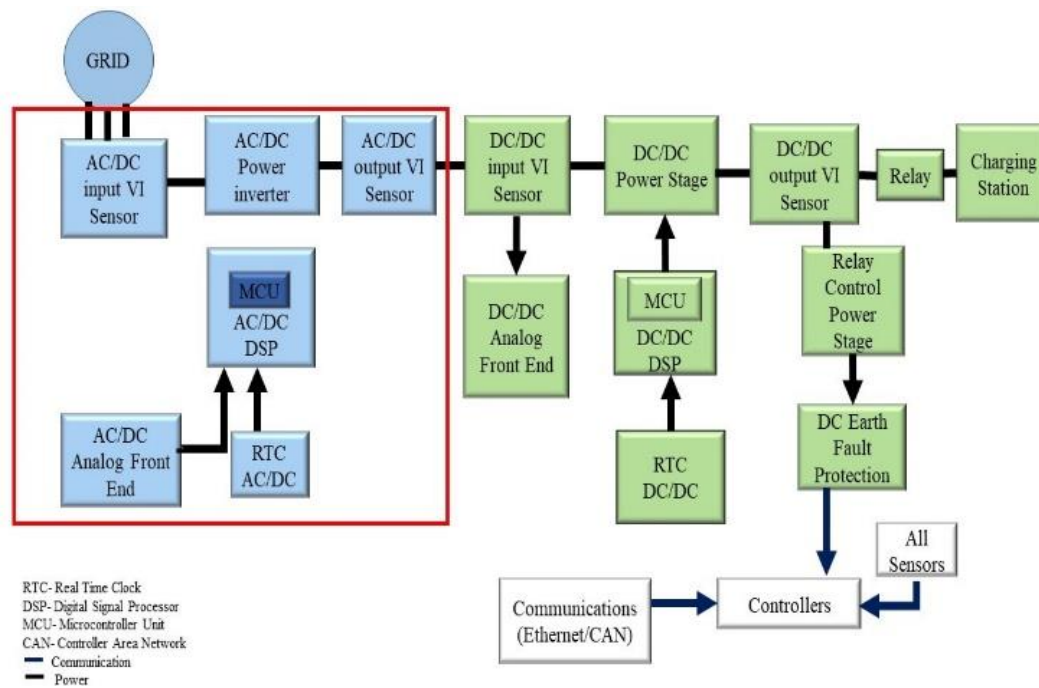 GRID
AC/DC
input VI
Sensor
AC/DC
Power
inverter
AC/DC
output VI
Sensor
DC/DC
input VI
Sensor
DC/DC
Power Stage
DC/DC
output VI
Sensor
Relay
Charging
Station
MCU
AC/DC
DSP
DC/DC
Analog
Front End
MCU
DC/DC
DSP
Relay
Control
Power
Stage
AC/DC
Analog Front
End
RTC
AC/DC
RTC
DC/DC
DC Earth
Fault
Protection
All
Sensors
Communications
(Ethernet/CAN)
Controllers
RTC- Real Time Clock
DSP- Digital Signal Processor
MCU- Microcontroller Unit
CAN- Controller Area Network
Communication
Power